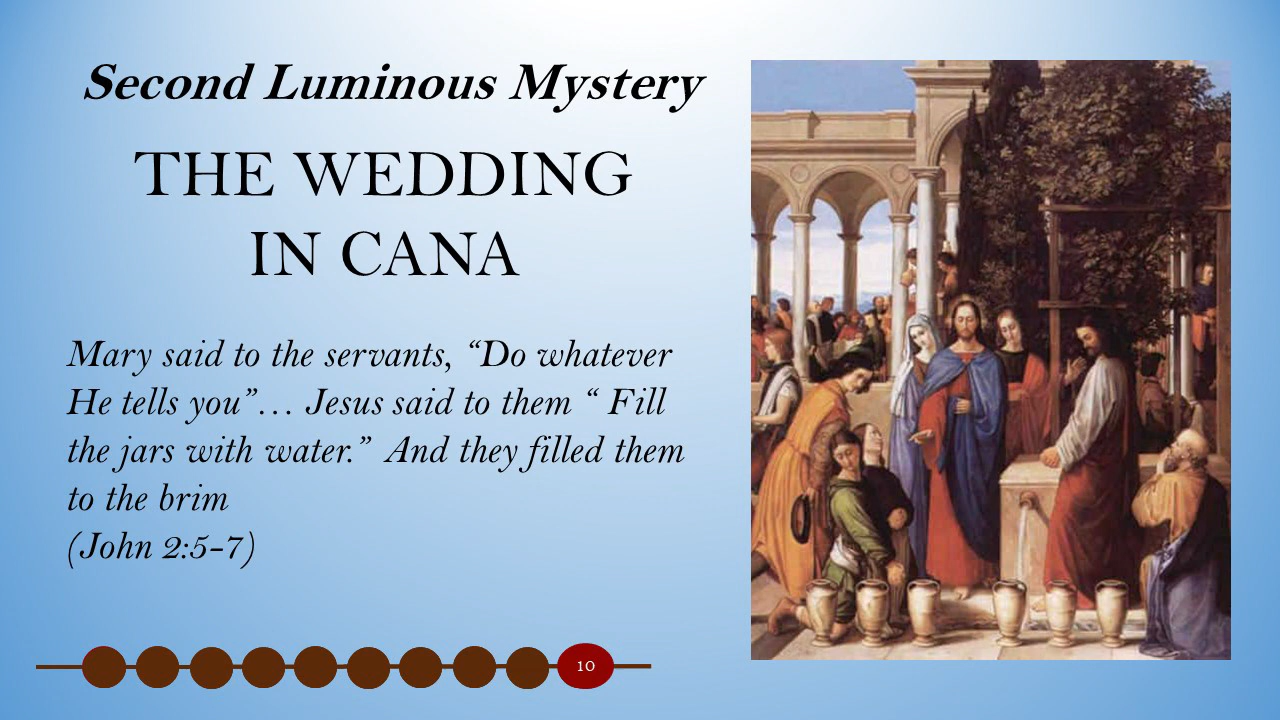 Second Luminous Mystery
THE WEDDING
IN CANA
Mary said to the servants, “Do whatever
He tells you”… Jesus said to them “ Fill
the jars with water.” And they filled them
to the brim
(John 2:5-7)
10